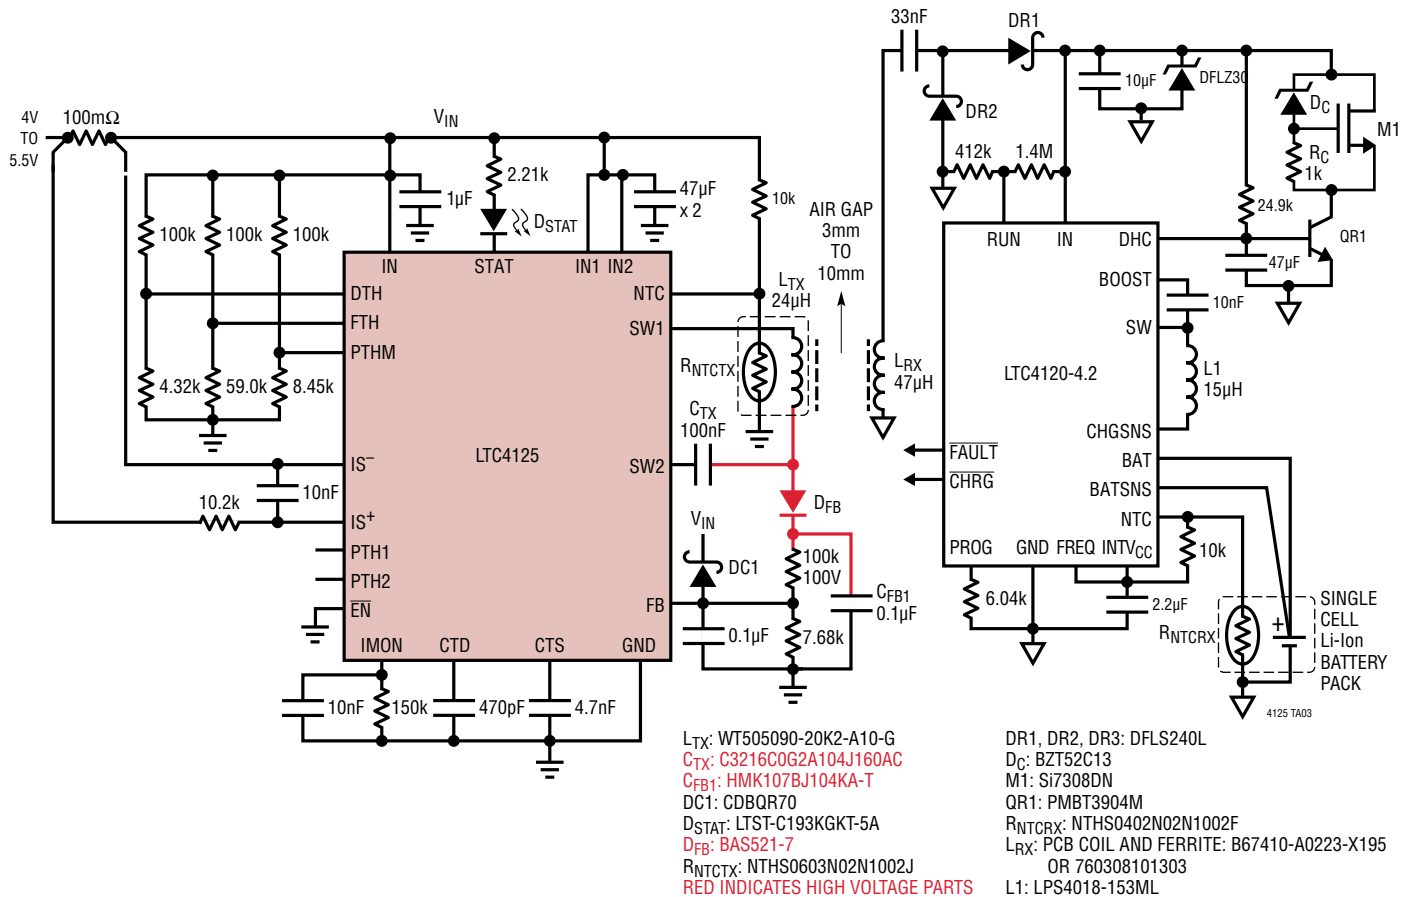 4V
TO
5.5V
100mΩ
VIN
100k
100k
100k
1µF
2.21k
DSTAT
47µF
x 2
10k
4.32k
59.0k
8.45k
10.2k
10nF
IN
STAT
IN1
IN2
DTH
FTH
PTHM
IS–
IS+
PTH1
PTH2
EN
IMON
CTD
CTS
GND
FB
SW2
SW1
NTC
LTC4125
10nF
150k
470pF
4.7nF
RNTCTX
LTX
24µH
CTX
100nF
DFB
VIN
DC1
0.1µF
100k
100V
7.68k
CFB1
0.1µF
AIR GAP
3mm
TO
10mm
LRX
47µH
33nF
DR1
DR2
412k
1.4M
10µF
DFLZ30
DC
RC
1k
M1
24.9k
QR1
47µF
RUN
IN
DHC
BOOST
SW
CHGSNS
BAT
BATSNS
NTC
INTVCC
FREQ
GND
PROG
CHRG
FAULT
LTC4120-4.2
10nF
L1
15µH
10k
6.04k
2.2µF
RNTCRX
+
SINGLE
CELL
Li-Ion
BATTERY
PACK
4125 TA03
LTX: WT505090-20K2-A10-G
CTX: C3216C0G2A104J160AC
CFB1: HMK107BJ104KA-T
DC1: CDBQR70
DSTAT: LTST-C193KGKT-5A
DFB: BAS521-7
RNTCTX: NTHS0603N02N1002J
RED INDICATES HIGH VOLTAGE PARTS
DR1, DR2, DR3: DFLS240L
DC: BZT52C13
M1: Si7308DN
QR1: PMBT3904M
RNTCRX: NTHS0402N02N1002F
LRX: PCB COIL AND FERRITE: B67410-A0223-X195
OR 760308101303
L1: LPS4018-153ML